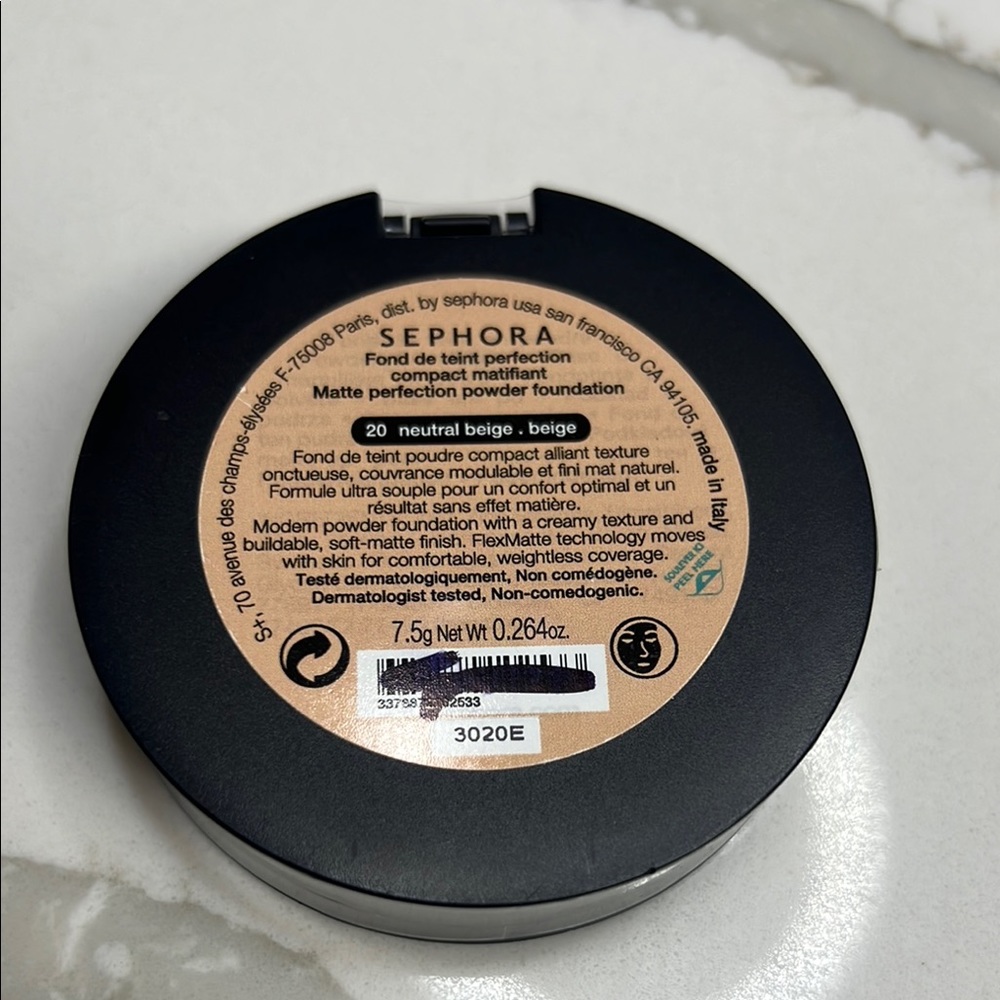 S+, 70 avenue des champs-élysées F-75008 Paris, dist. by sephora usa san francisco CA 94105. made in Italy
SEPHORA
Fond de teint perfection
compact matifiant
Matte perfection powder foundation
20 neutral beige . beige
Fond de teint poudre compact alliant texture
onctueuse, couvrance modulable et fini mat naturel.
Formule ultra souple pour un confort optimal et un
résultat sans effet matière.
Modern powder foundation with a creamy texture and
buildable, soft-matte finish. FlexMatte technology moves
with skin for comfortable, weightless coverage.
Testé dermatologiquement, Non comédogène.
Dermatologist tested, Non-comedogenic.
SOULEVER ICI
PEEL HERE
7.5g Net Wt 0.264oz.
3020E